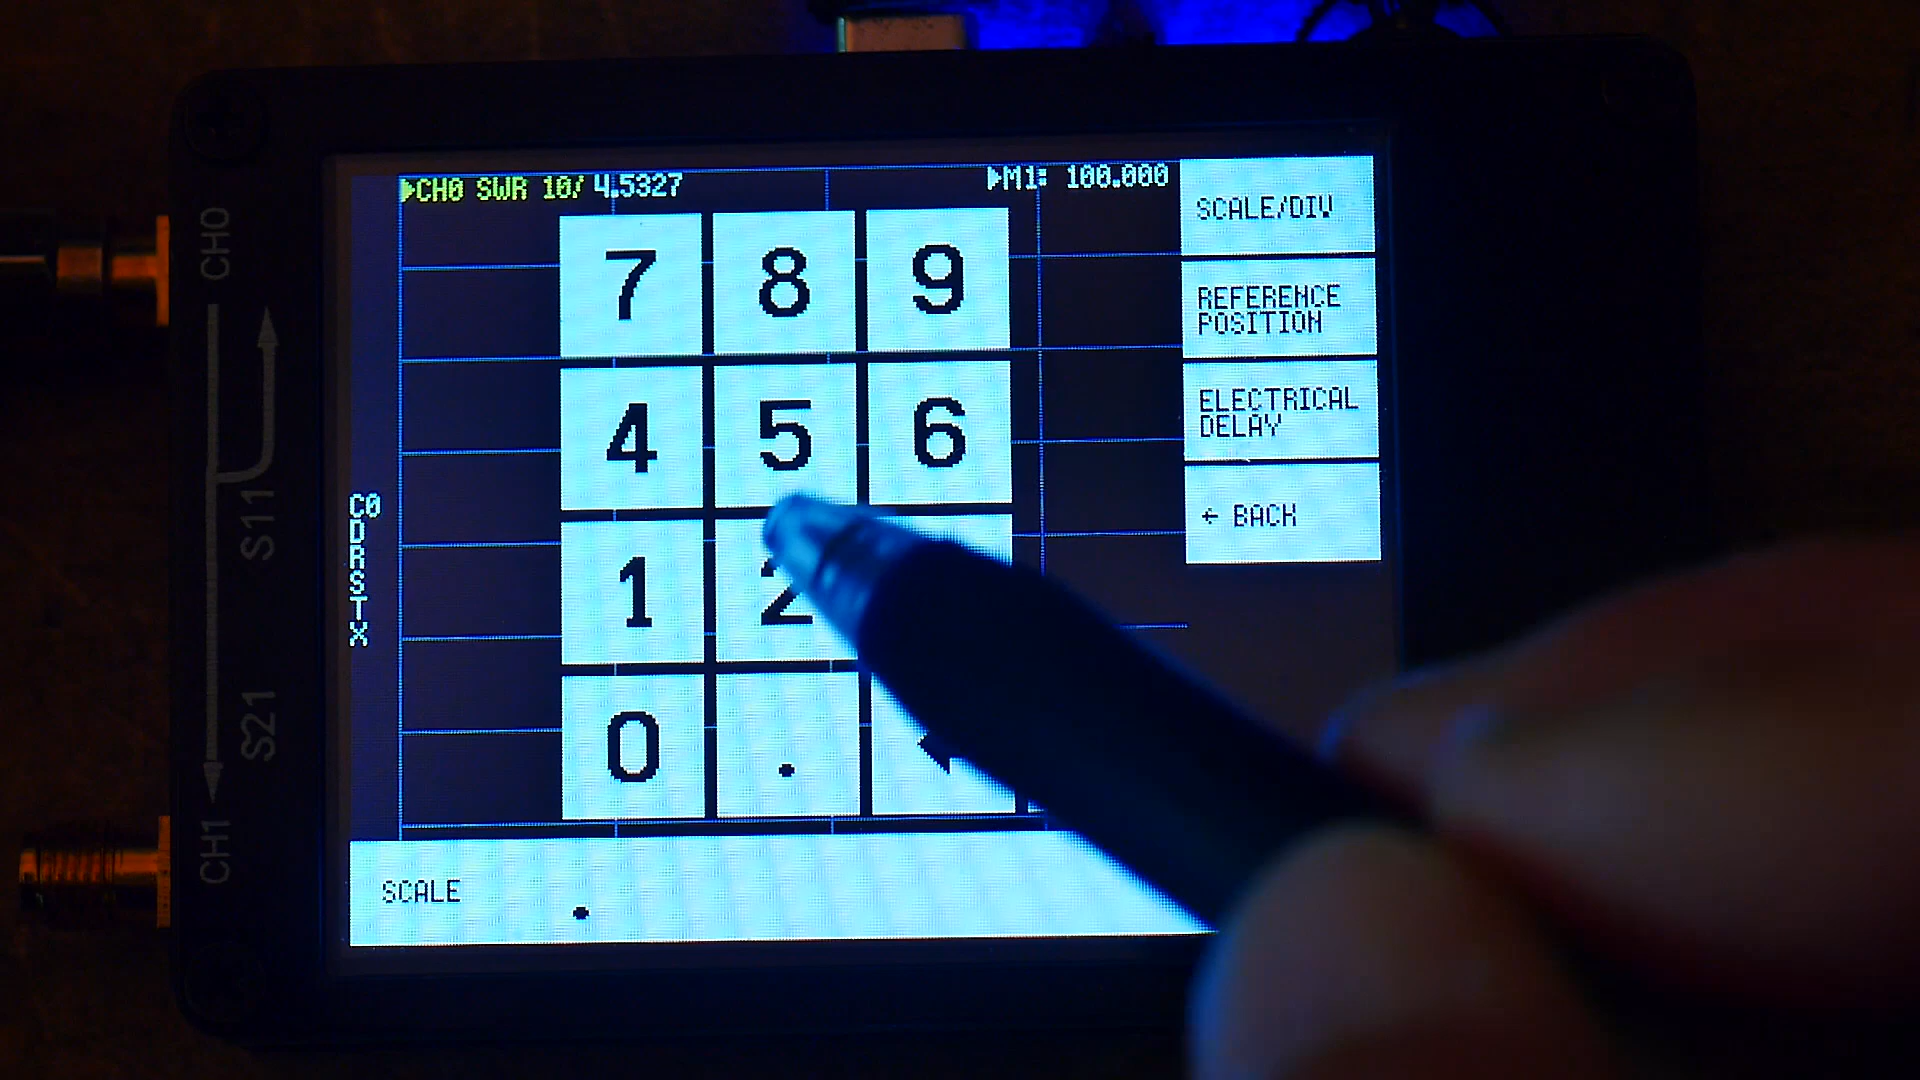 CH0 SWR 10/ 4.5327
M1: 100.000
7 8 9
4 5 6
1 2
0 .
SCALE/DIV
REFERENCE
POSITION
ELECTRICAL
DELAY
← BACK
C0
D
R
S
T
X
SCALE .
CH0
S11
S21
CH1